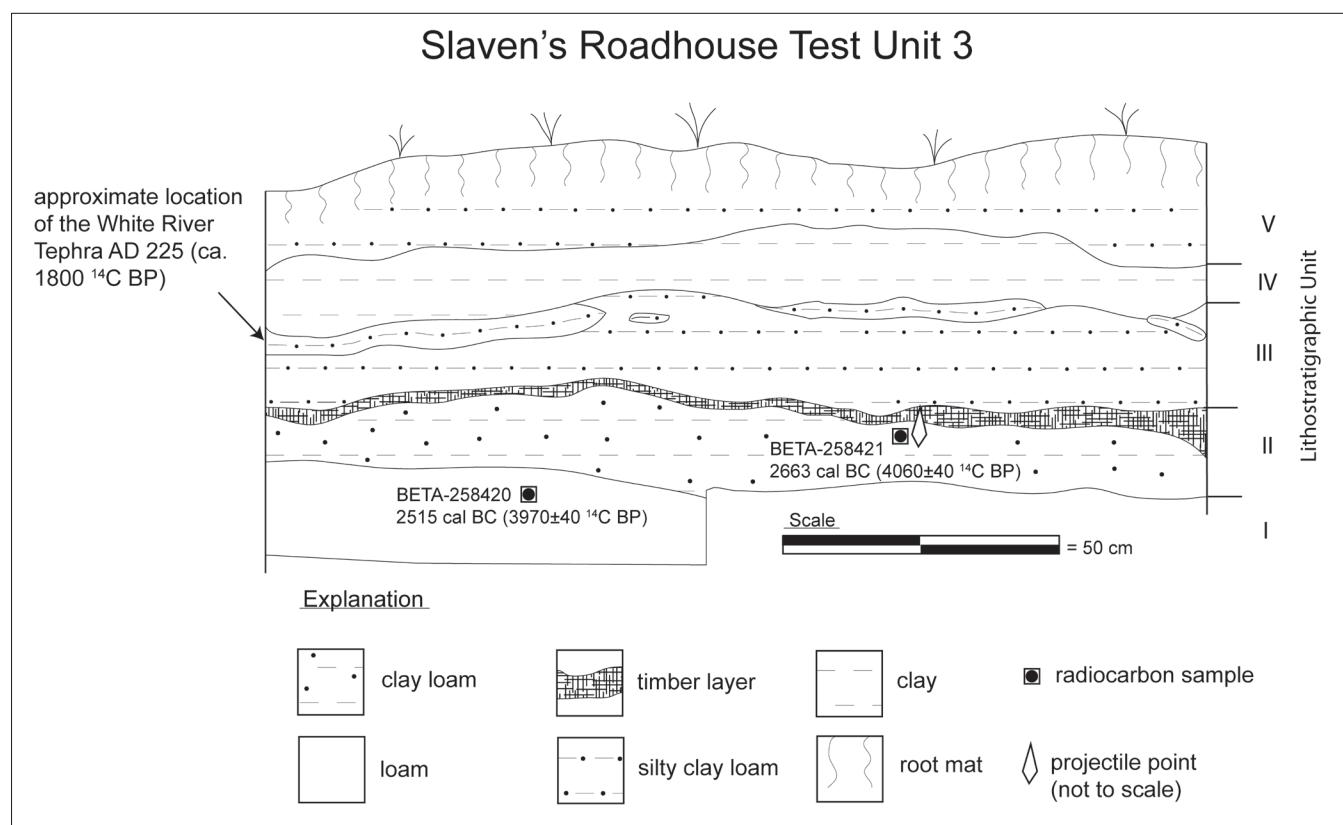 Slaven's Roadhouse Test Unit 3
approximate location
of the White River
Tephra AD 225 (ca.
1800 ¹⁴C BP)
V
IV
III
II
I
Lithostratigraphic Unit
BETA-258421
2663 cal BC (4060±40 ¹⁴C BP)
BETA-258420
2515 cal BC (3970±40 ¹⁴C BP)
Scale
= 50 cm
Explanation
clay loam
timber layer
clay
radiocarbon sample
loam
silty clay loam
root mat
projectile point
(not to scale)